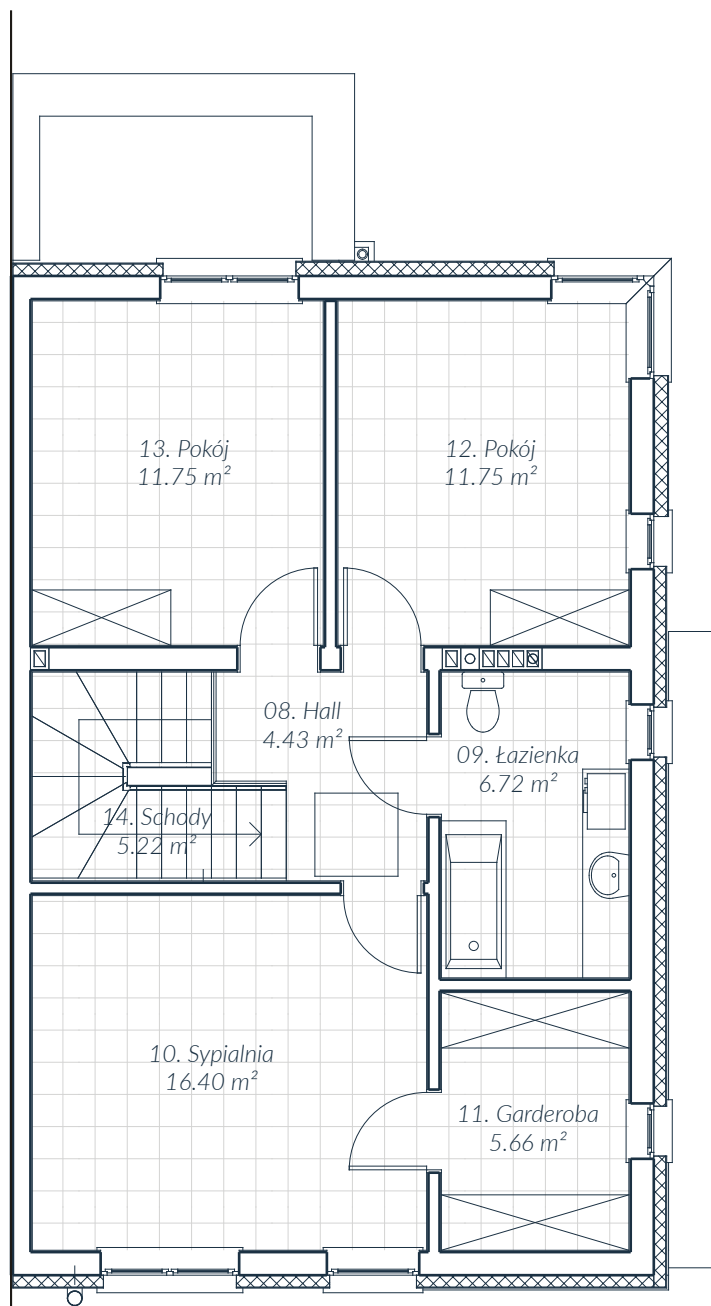 13. Pokój
11.75 m²
12. Pokój
11.75 m²
08. Hall
4.43 m²
09. Łazienka
6.72 m²
14. Schody
5.22 m²
10. Sypialnia
16.40 m²
11. Garderoba
5.66 m²